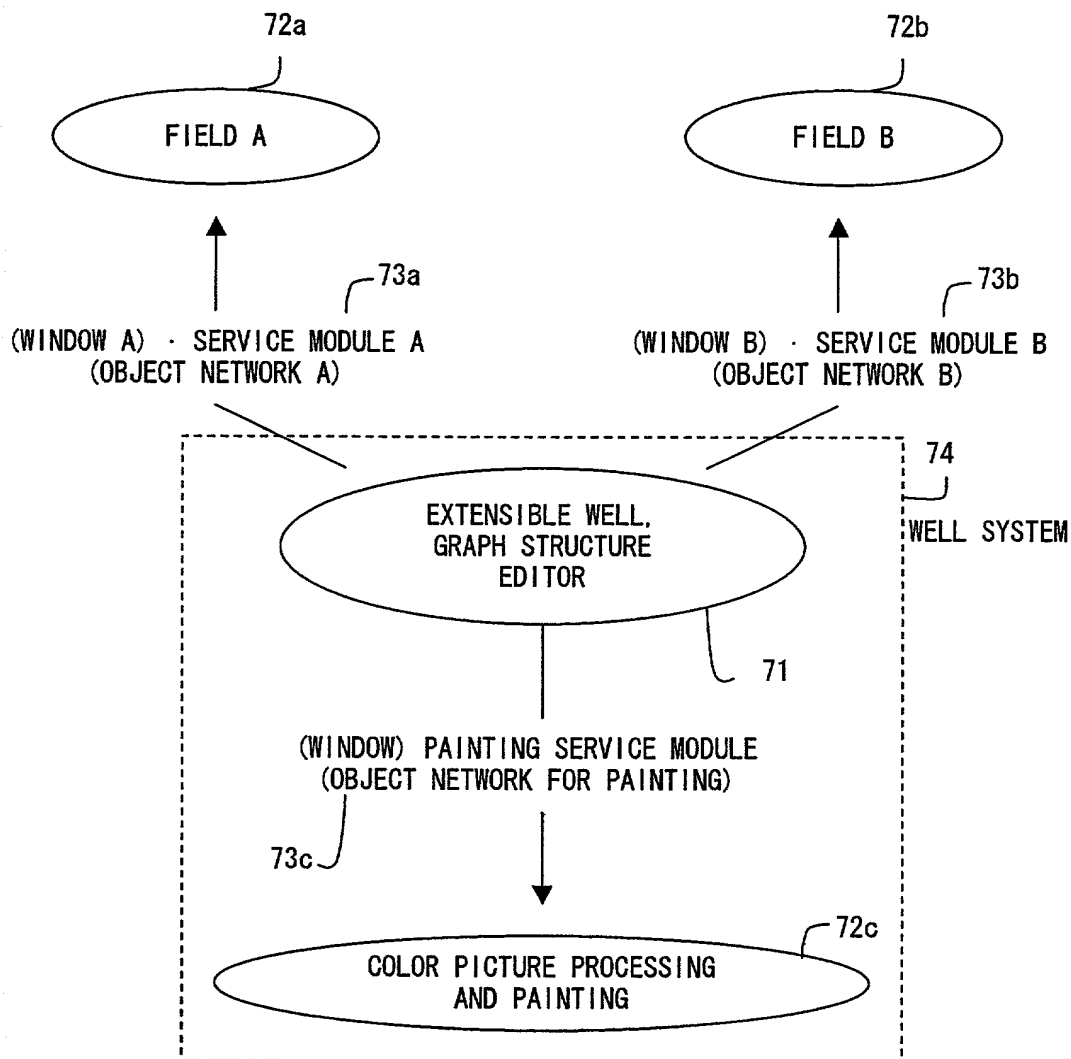 72a
72b
FIELD A
FIELD B
73a
73b
(WINDOW A) · SERVICE MODULE A
(OBJECT NETWORK A)
(WINDOW B) · SERVICE MODULE B
(OBJECT NETWORK B)
74
WELL SYSTEM
EXTENSIBLE WELL,
GRAPH STRUCTURE
EDITOR
71
(WINDOW) PAINTING SERVICE MODULE
(OBJECT NETWORK FOR PAINTING)
73c
72c
COLOR PICTURE PROCESSING
AND PAINTING